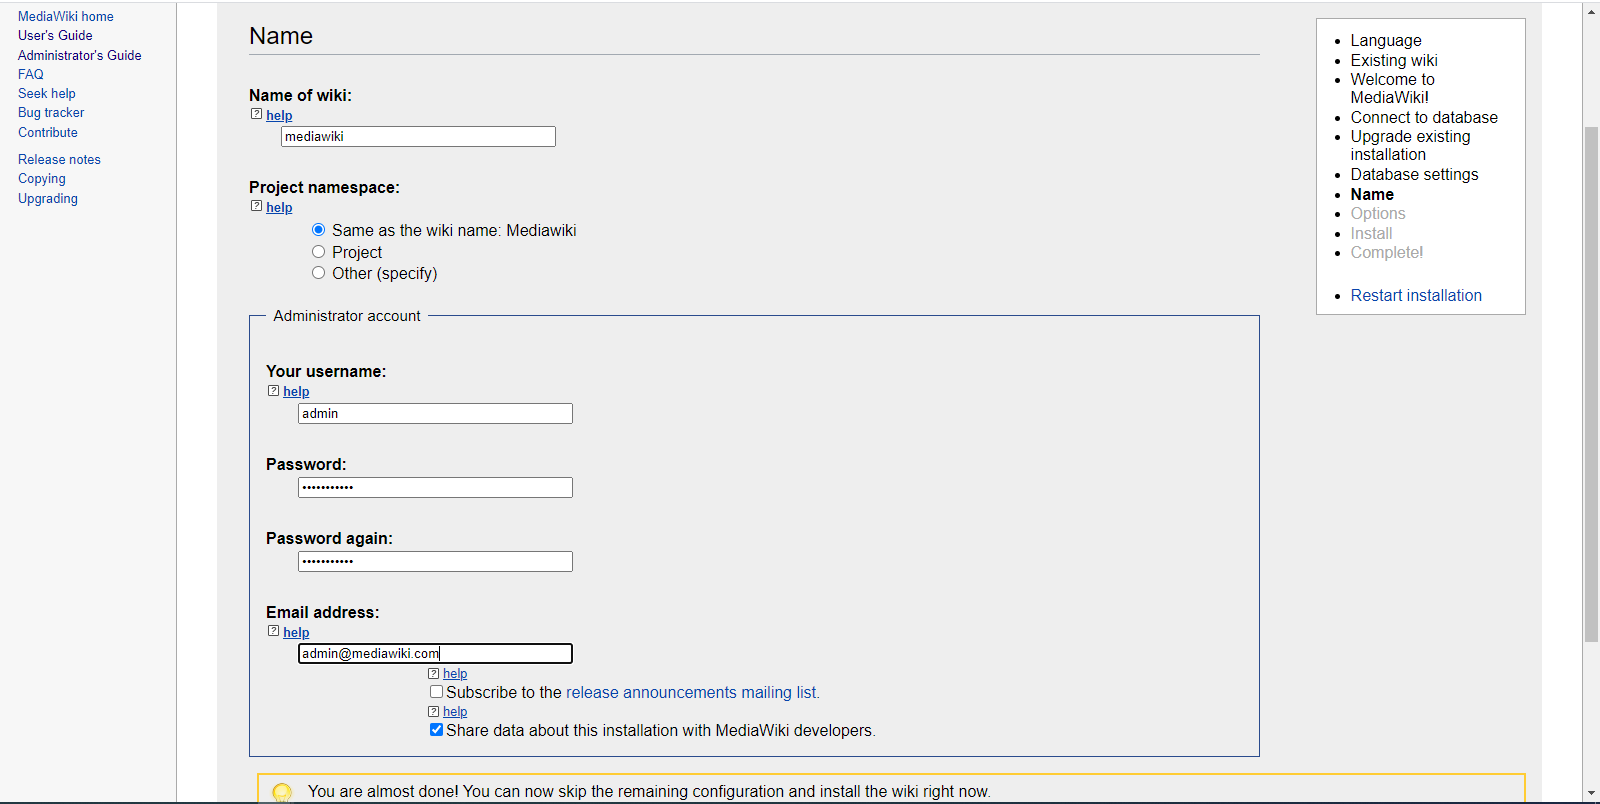 MediaWiki home
User's Guide
Administrator's Guide
FAQ
Seek help
Bug tracker
Contribute
Release notes
Copying
Upgrading
Name
Name of wiki:
? help
mediawiki
Project namespace:
? help
Same as the wiki name: Mediawiki
Project
Other (specify)
Administrator account
Your username:
? help
admin
Password:
•••••••••••
Password again:
•••••••••••
Email address:
? help
admin@mediawiki.com
? help
Subscribe to the release announcements mailing list.
? help
Share data about this installation with MediaWiki developers.
You are almost done! You can now skip the remaining configuration and install the wiki right now.
Language
Existing wiki
Welcome to
MediaWiki!
Connect to database
Upgrade existing
installation
Database settings
Name
Options
Install
Complete!
Restart installation